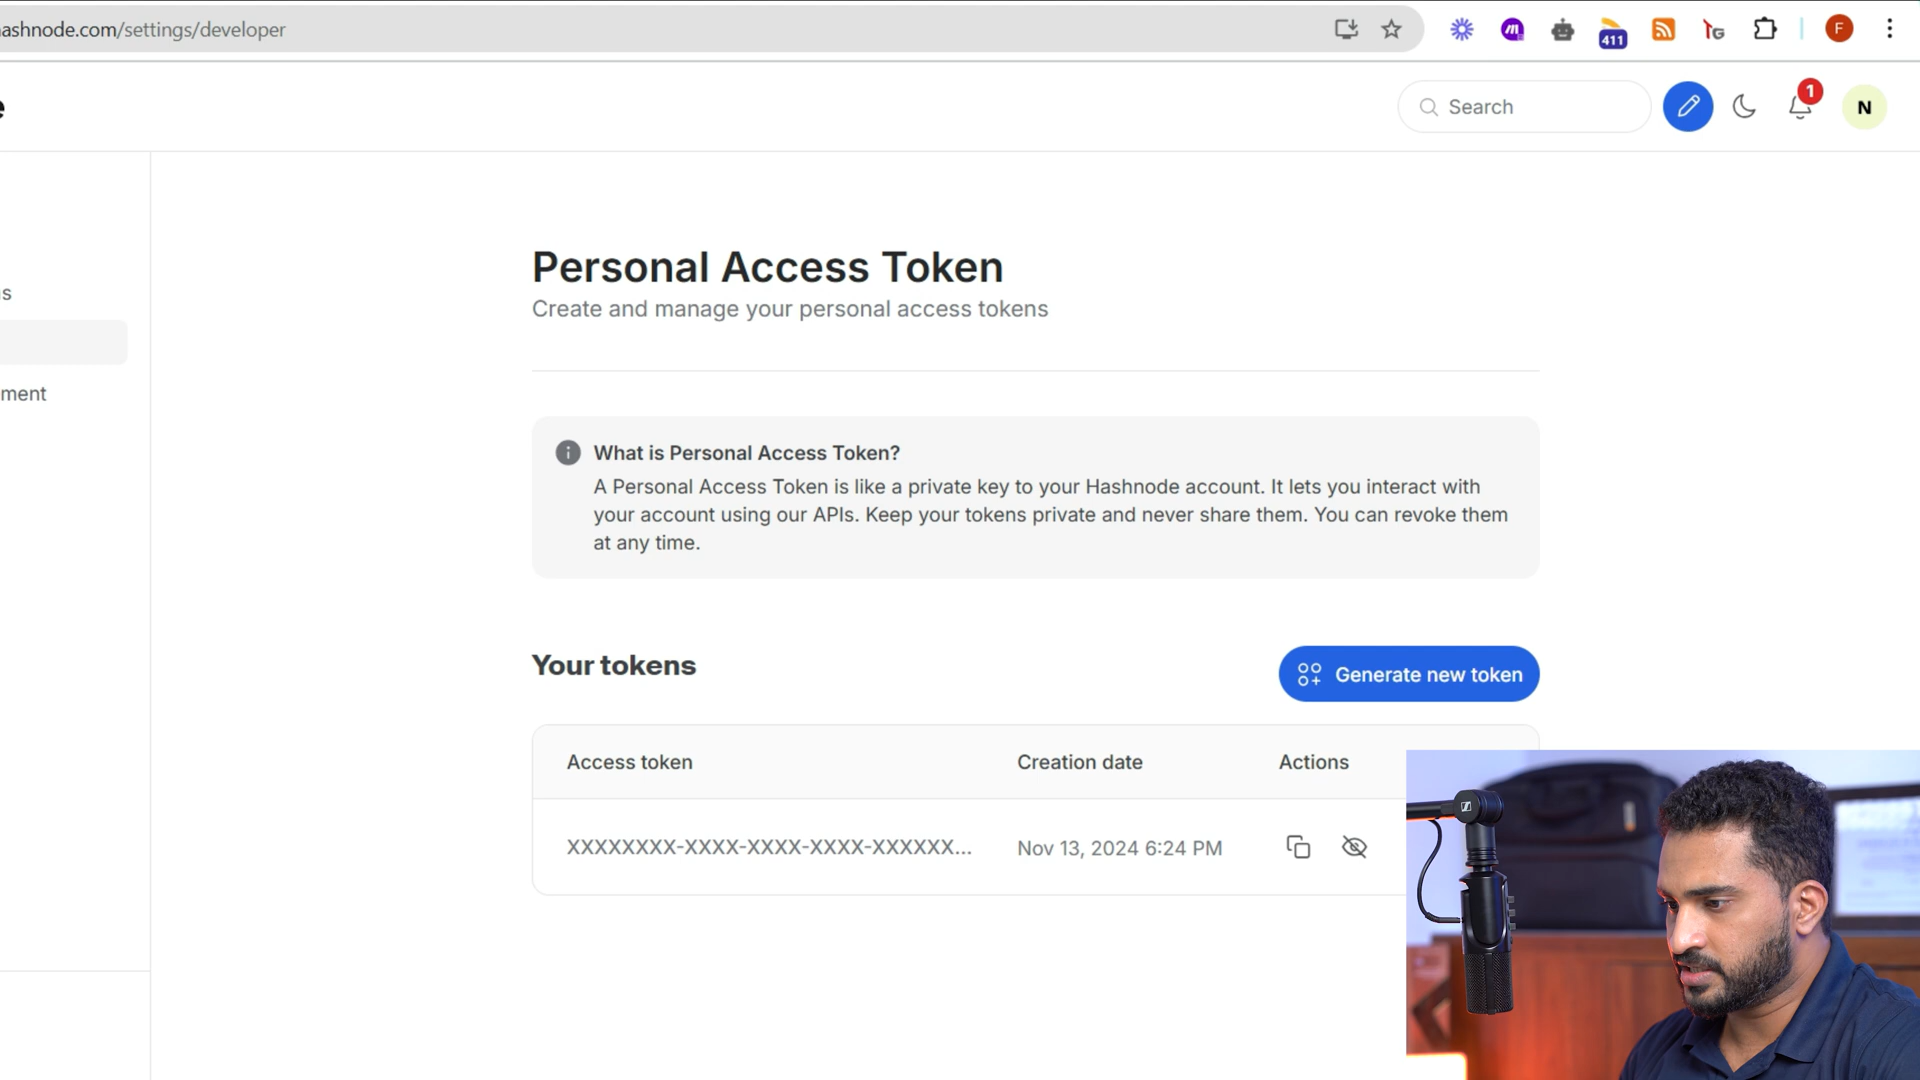 ashnode.com/settings/developer
411
F
e
Search
1
N
s
ment
Personal Access Token
Create and manage your personal access tokens
What is Personal Access Token?
A Personal Access Token is like a private key to your Hashnode account. It lets you interact with
your account using our APIs. Keep your tokens private and never share them. You can revoke them
at any time.
Your tokens
Generate new token
Access token
Creation date
Actions
XXXXXXXX-XXXX-XXXX-XXXX-XXXXXX...
Nov 13, 2024 6:24 PM